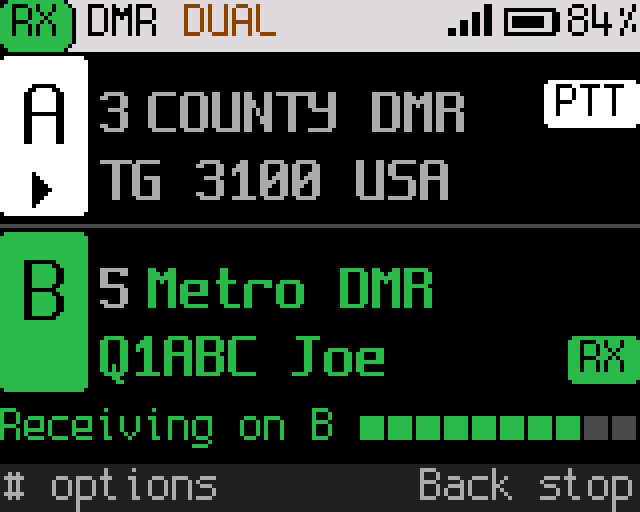 RX DMR DUAL 84%
A 3 COUNTY DMR PTT
TG 3100 USA
B 5 Metro DMR
Q1ABC Joe RX
Receiving on B
# options Back stop